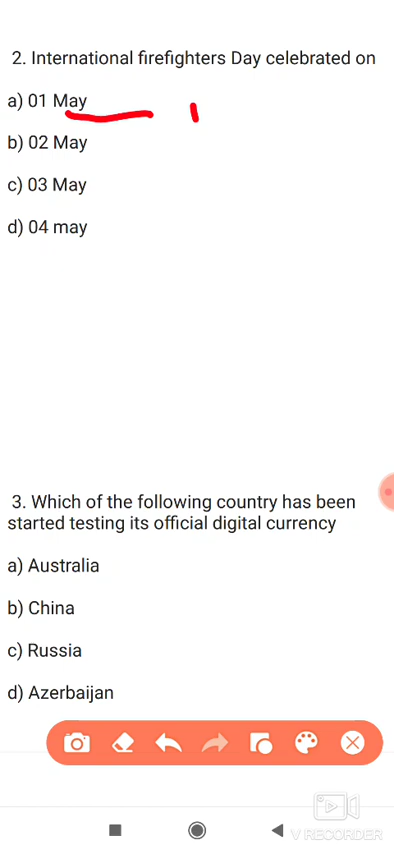 2. International firefighters Day celebrated on
a) 01 May
b) 02 May
c) 03 May
d) 04 may
3. Which of the following country has been
started testing its official digital currency
a) Australia
b) China
c) Russia
d) Azerbaijan
V RECORDER